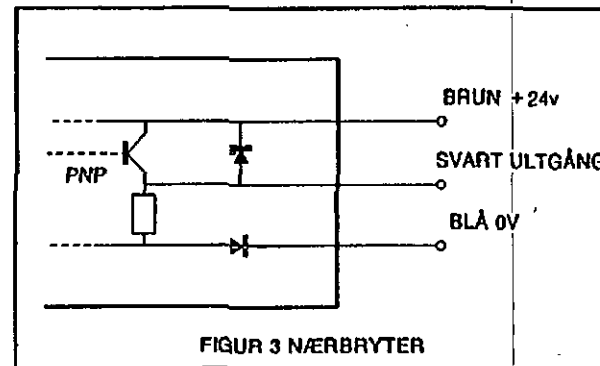 BRUN +24v
SVART ULTGÅNG
PNP
BLÅ 0V
FIGUR 3 NÆRBRYTER